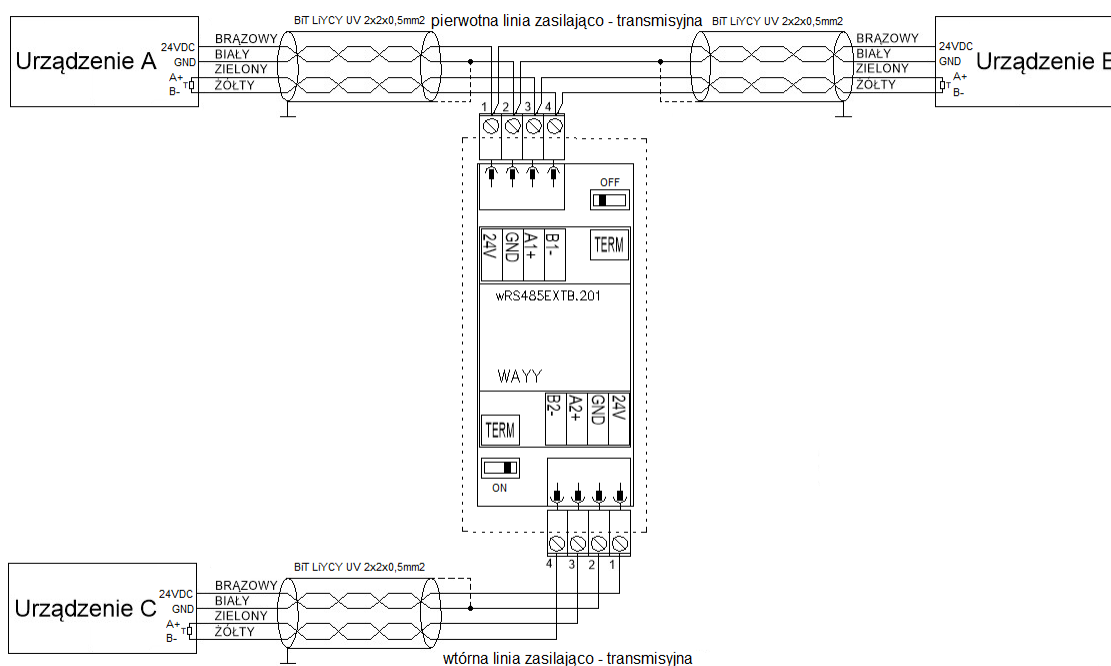 BiT LiYCY UV 2x2x0,5mm2
pierwotna linia zasilająco - transmisyjna
BiT LiYCY UV 2x2x0,5mm2
Urządzenie A
24VDC
GND
A+
B-
T
BRĄZOWY
BIAŁY
ZIELONY
ŻÓŁTY
BRĄZOWY
BIAŁY
ZIELONY
ŻÓŁTY
24VDC
GND
A+
B-
T
Urządzenie B
1 2 3 4
OFF
24V
GND
A1+
B1-
TERM
wRS485EXTB.201
WAYY
B2-
A2+
GND
24V
TERM
ON
4 3 2 1
BiT LiYCY UV 2x2x0,5mm2
Urządzenie C
24VDC
GND
A+
B-
T
BRĄZOWY
BIAŁY
ZIELONY
ŻÓŁTY
wtórna linia zasilająco - transmisyjna